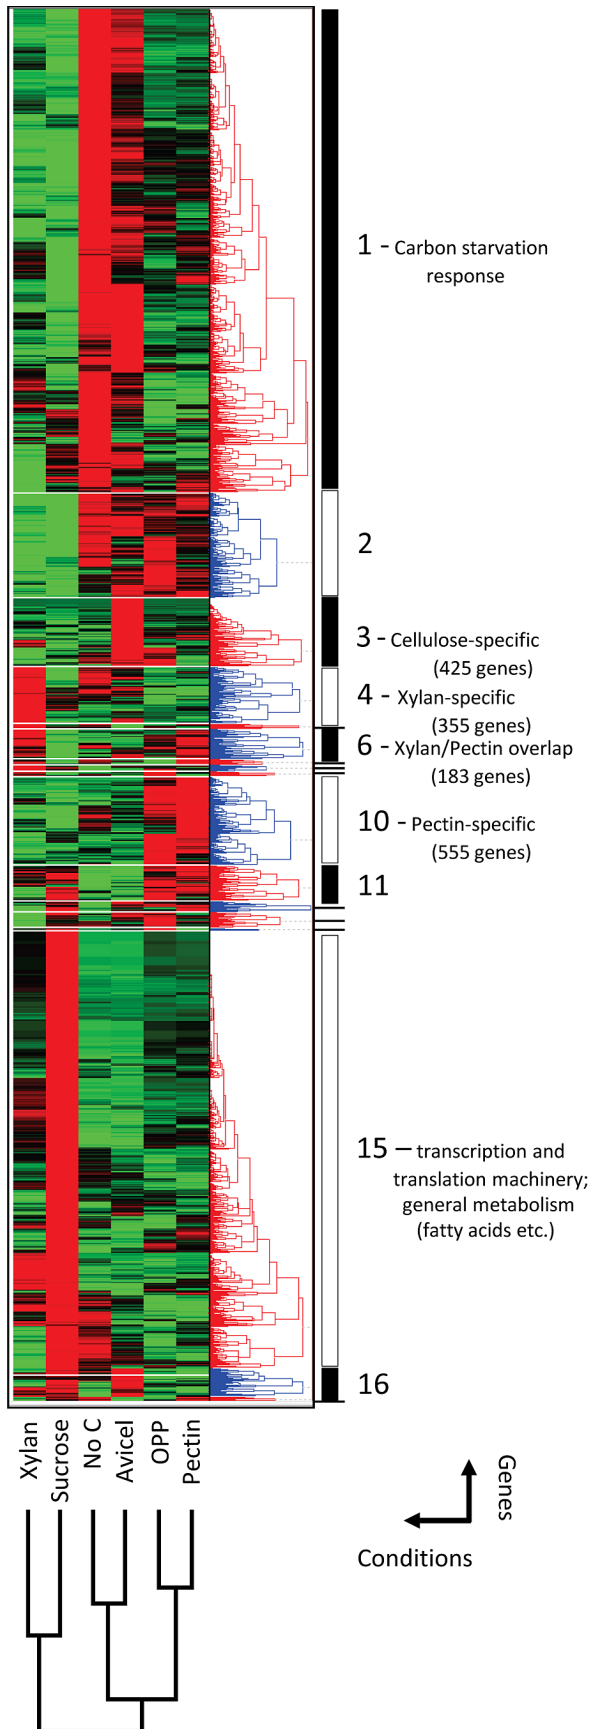 1 - Carbon starvation
response
2
3 - Cellulose-specific
(425 genes)
4 - Xylan-specific
(355 genes)
6 - Xylan/Pectin overlap
(183 genes)
10 - Pectin-specific
(555 genes)
11
15 – transcription and
translation machinery;
general metabolism
(fatty acids etc.)
16
Xylan
Sucrose
No C
Avicel
OPP
Pectin
Genes
Conditions